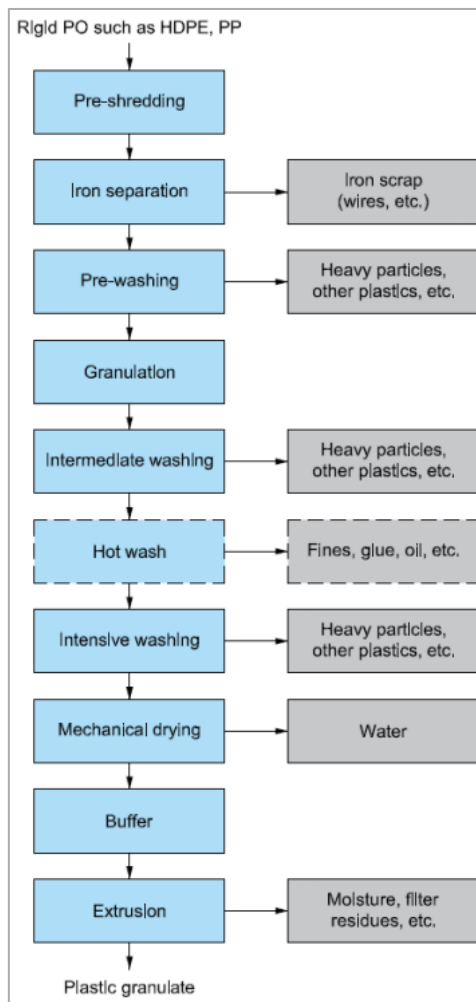 Rigid PO such as HDPE, PP
Pre-shredding
Iron separation
Iron scrap
(wires, etc.)
Pre-washing
Heavy particles,
other plastics, etc.
Granulation
Intermediate washing
Heavy particles,
other plastics, etc.
Hot wash
Fines, glue, oil, etc.
Intensive washing
Heavy particles,
other plastics, etc.
Mechanical drying
Water
Buffer
Extrusion
Moisture, filter
residues, etc.
Plastic granulate